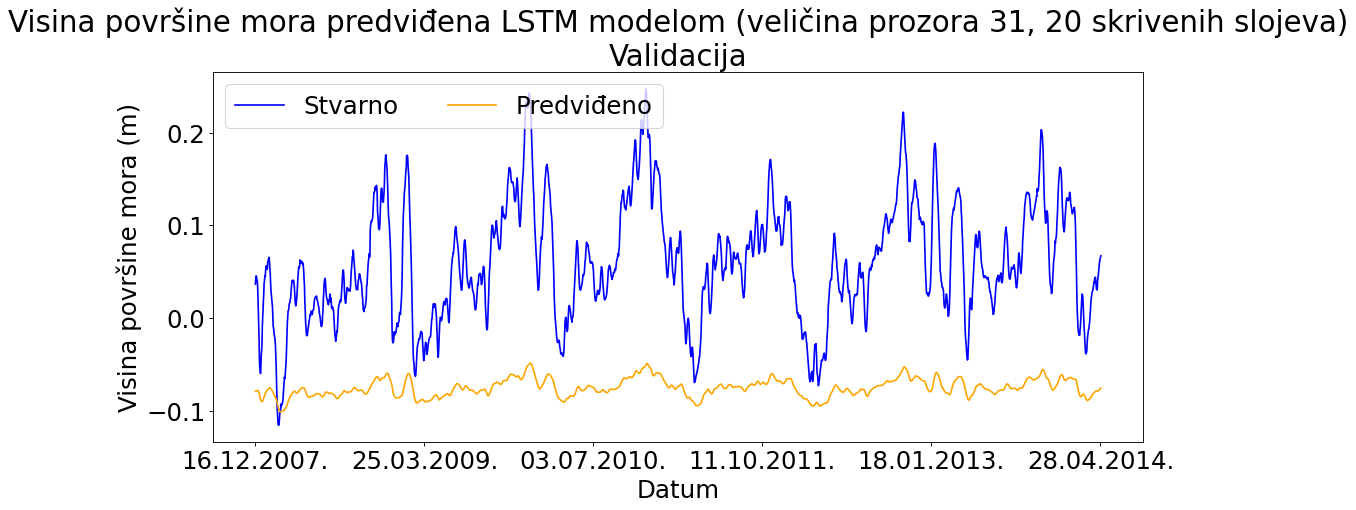 Visina površine mora predviđena LSTM modelom (veličina prozora 31, 20 skrivenih slojeva)
Validacija
Stvarno
Predviđeno
Visina površine mora (m)
0.2
0.1
0.0
−0.1
16.12.2007.
25.03.2009.
03.07.2010.
11.10.2011.
18.01.2013.
28.04.2014.
Datum